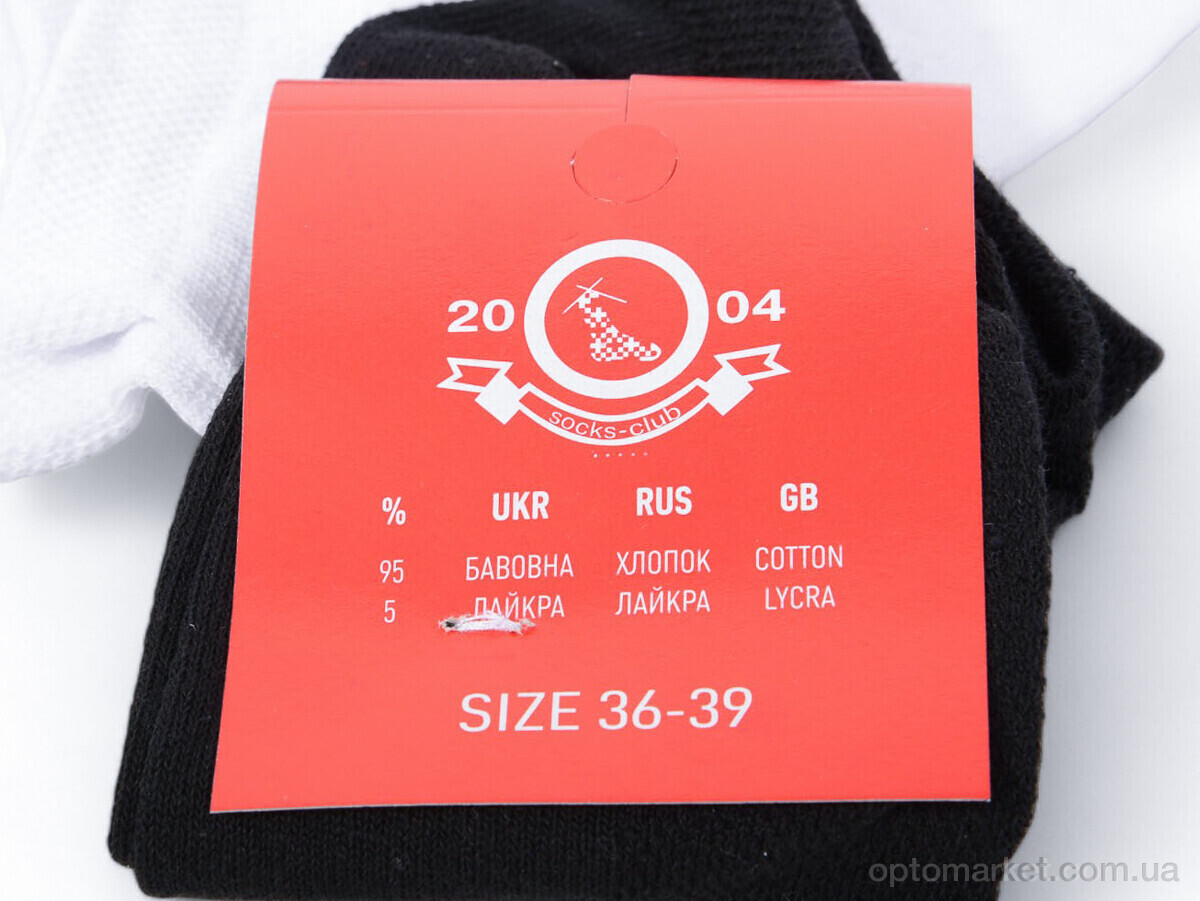 20 04
socks-club
% UKR RUS GB
95 БАВОВНА ХЛОПОК COTTON
5 ЛАЙКРА ЛАЙКРА LYCRA
SIZE 36-39
optomarket.com.ua